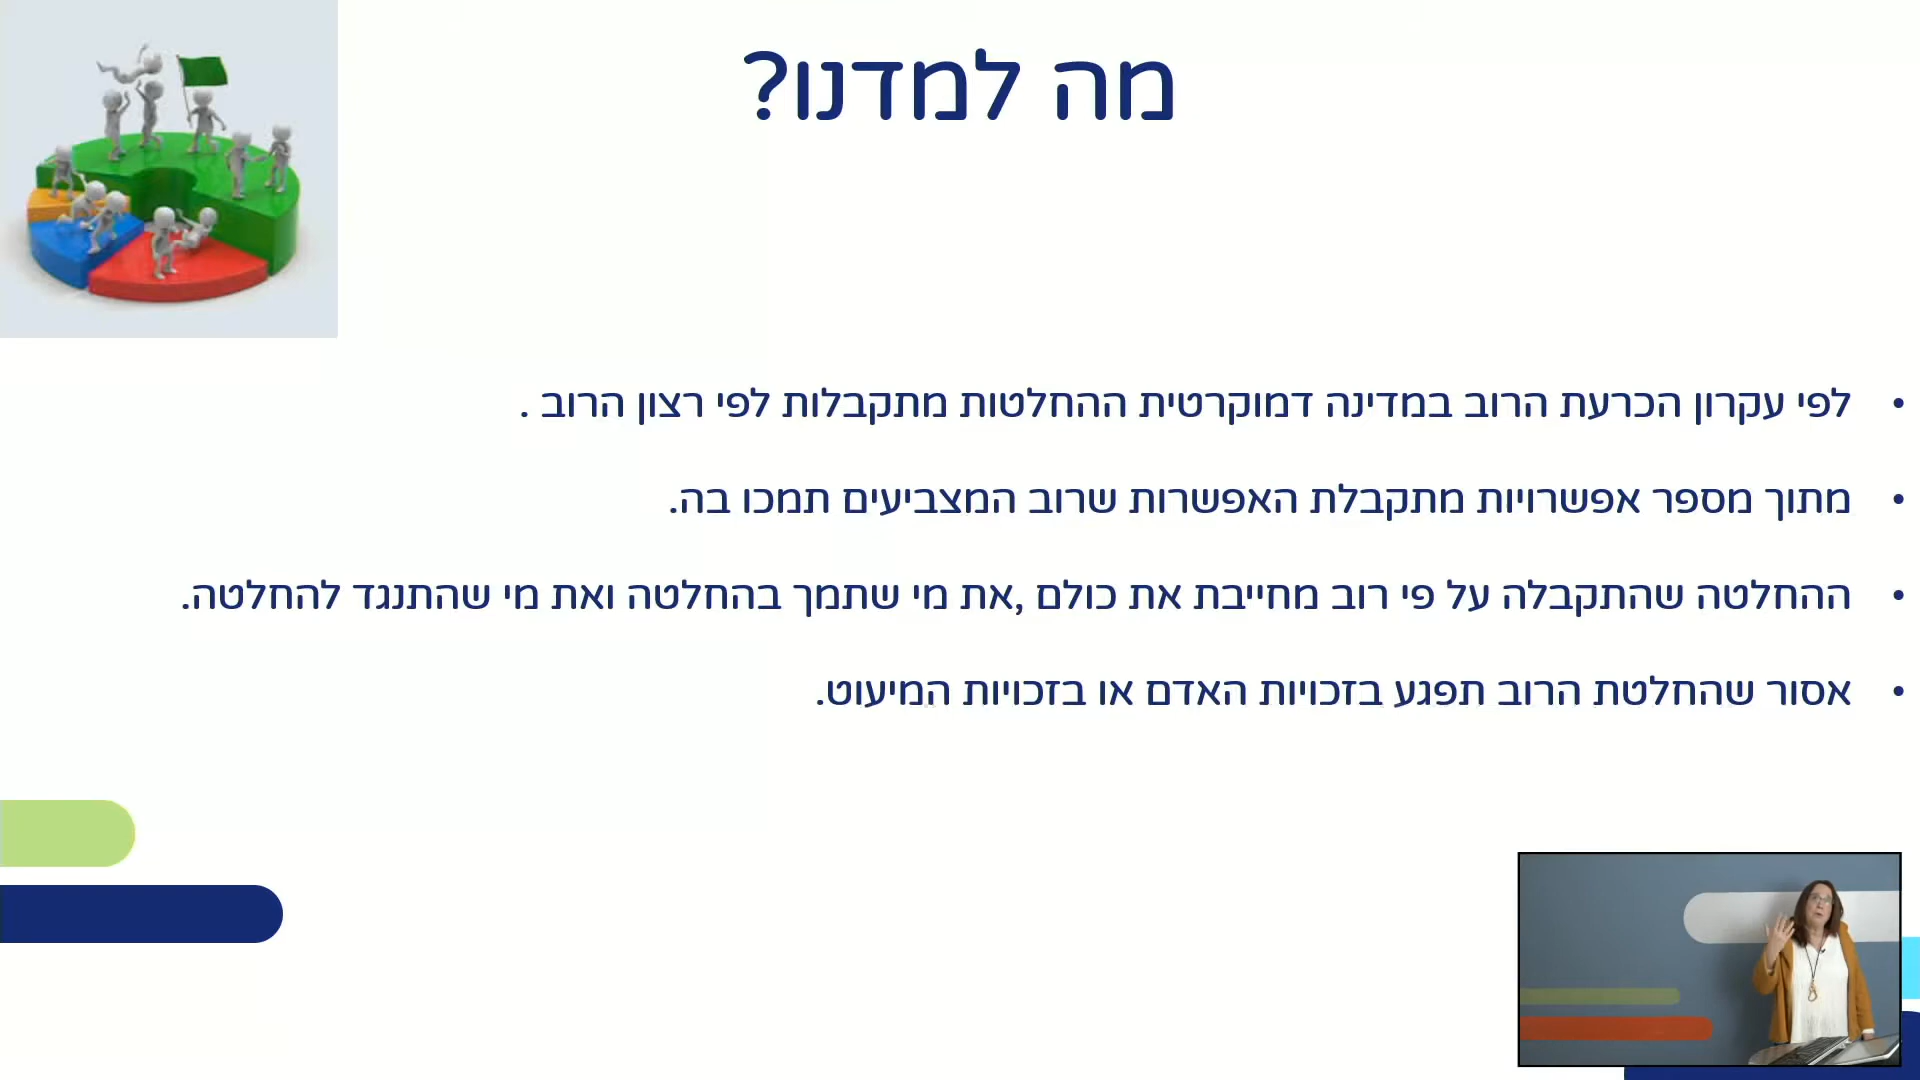 מה למדנו?
• לפי עקרון הכרעת הרוב במדינה דמוקרטית ההחלטות מתקבלות לפי רצון הרוב .
• מתוך מספר אפשרויות מתקבלת האפשרות שרוב המצביעים תמכו בה.
• ההחלטה שהתקבלה על פי רוב מחייבת את כולם ,את מי שתמך בהחלטה ואת מי שהתנגד להחלטה.
• אסור שהחלטת הרוב תפגע בזכויות האדם או בזכויות המיעוט.